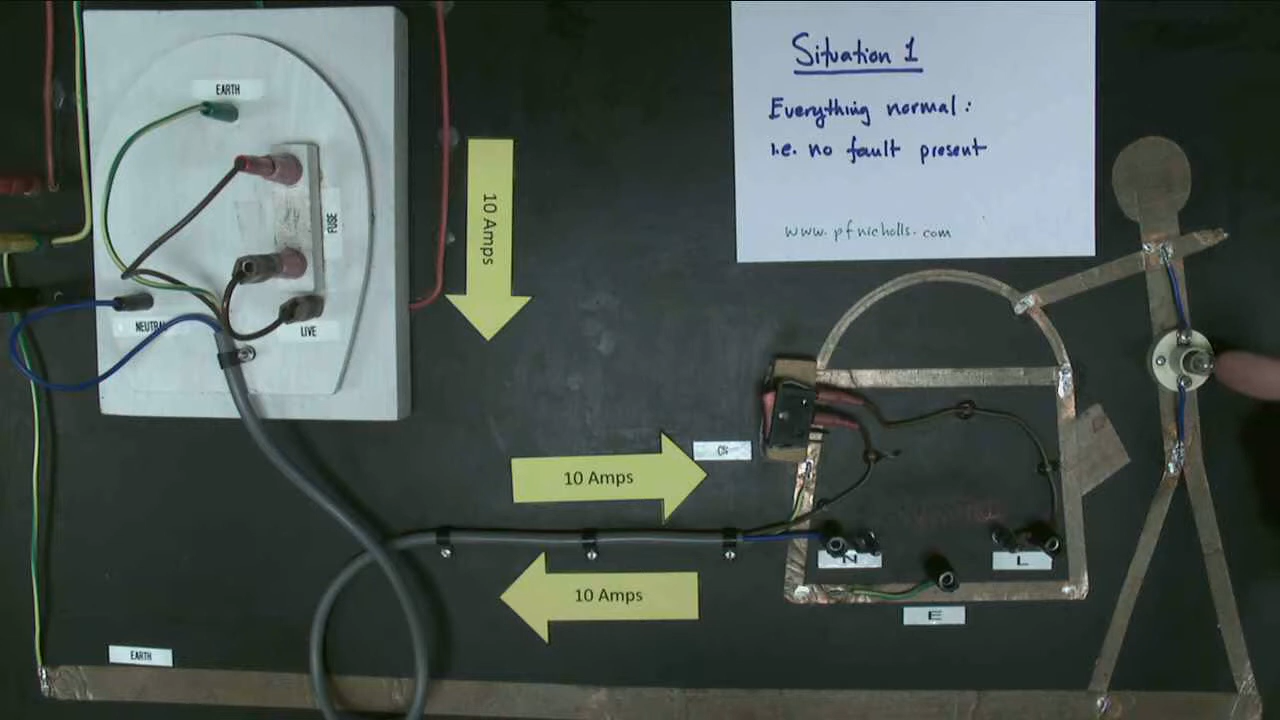 EARTH
FUSE
NEUTRAL
LIVE
10 Amps
Situation 1
Everything normal:
i.e. no fault present
www.pfnicholls.com
10 Amps
ON
N
L
10 Amps
E
EARTH